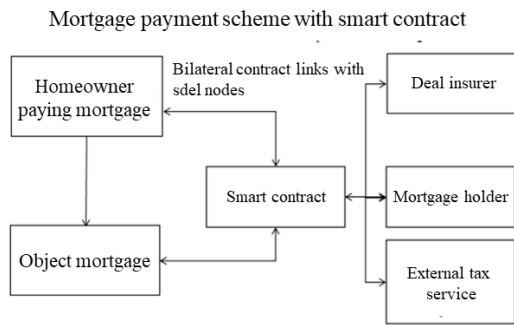 Mortgage payment scheme with smart contract
Homeowner
paying mortgage
Bilateral contract links with
sdel nodes
Deal insurer
Smart contract
Mortgage holder
Object mortgage
External tax
service